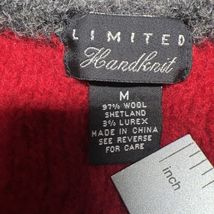 LIMITED
Handknit
M
97% WOOL
SHETLAND
3% LUREX
MADE IN CHINA
SEE REVERSE
FOR CARE
inch